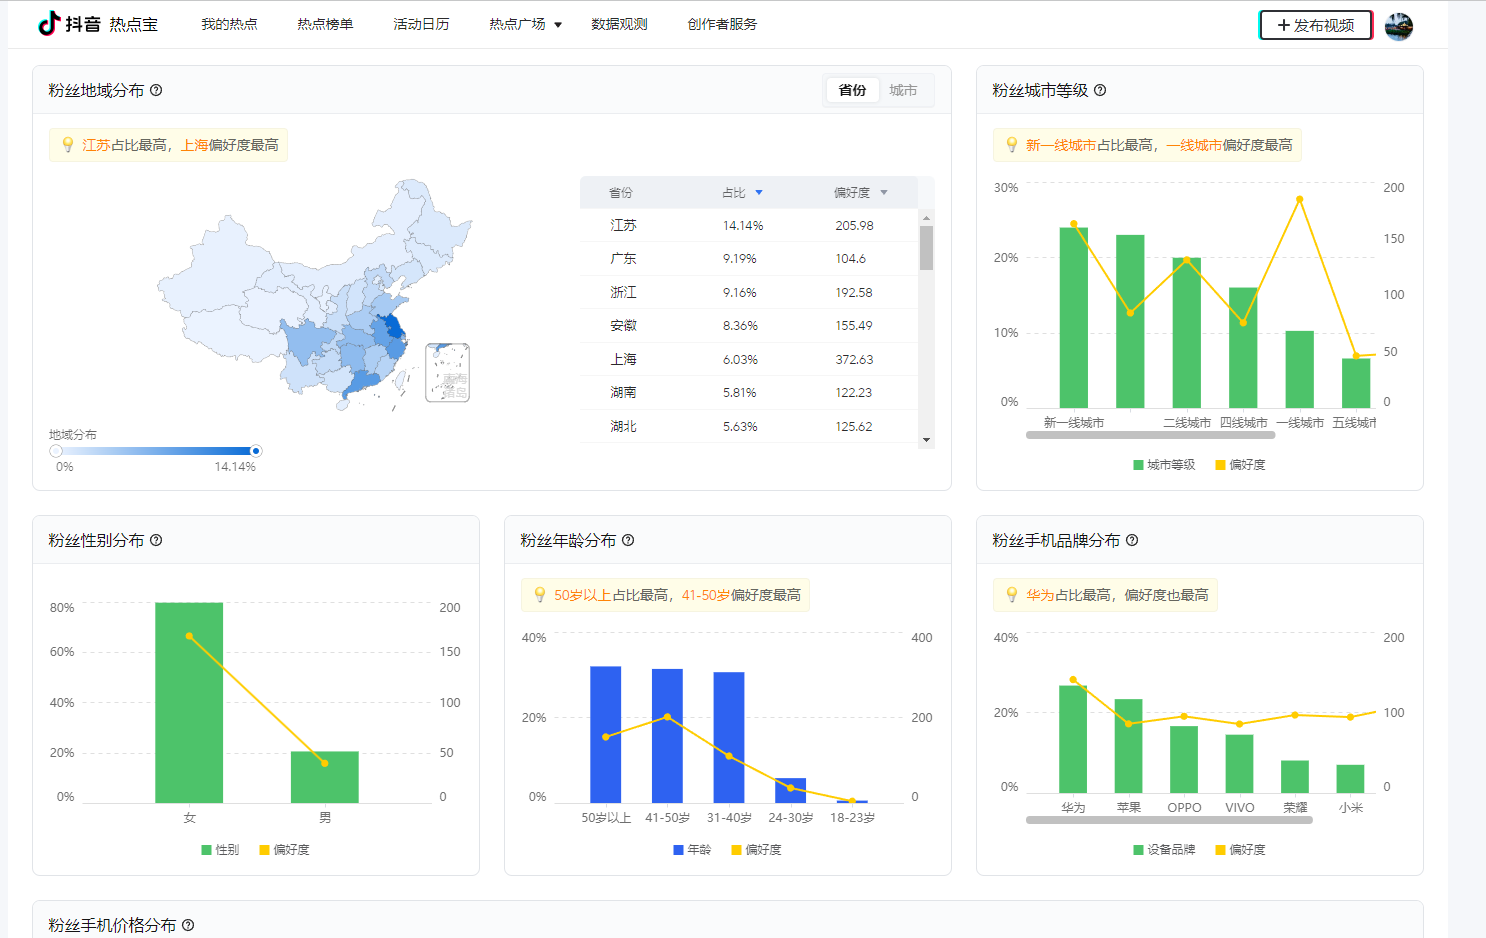 抖音 热点宝 我的热点 热点榜单 活动日历 热点广场 数据观测 创作者服务 发布视频
粉丝地域分布
省份 城市
江苏占比最高，上海偏好度最高
省份 占比 偏好度
江苏 14.14% 205.98
广东 9.19% 104.6
浙江 9.16% 192.58
安徽 8.36% 155.49
上海 6.03% 372.63
湖南 5.81% 122.23
湖北 5.63% 125.62
南海
诸岛
地域分布
0% 14.14%
粉丝城市等级
新一线城市占比最高，一线城市偏好度最高
30% 200
150
20%
100
10%
50
0% 0
新一线城市 二线城市 四线城市 一线城市 五线城市
城市等级 偏好度
粉丝性别分布
80% 200
60% 150
40% 100
20% 50
0% 0
女 男
性别 偏好度
粉丝年龄分布
50岁以上占比最高，41-50岁偏好度最高
40% 400
20% 200
0% 0
50岁以上 41-50岁 31-40岁 24-30岁 18-23岁
年龄 偏好度
粉丝手机品牌分布
华为占比最高，偏好度也最高
40% 200
20% 100
0% 0
华为 苹果 OPPO VIVO 荣耀 小米
设备品牌 偏好度
粉丝手机价格分布